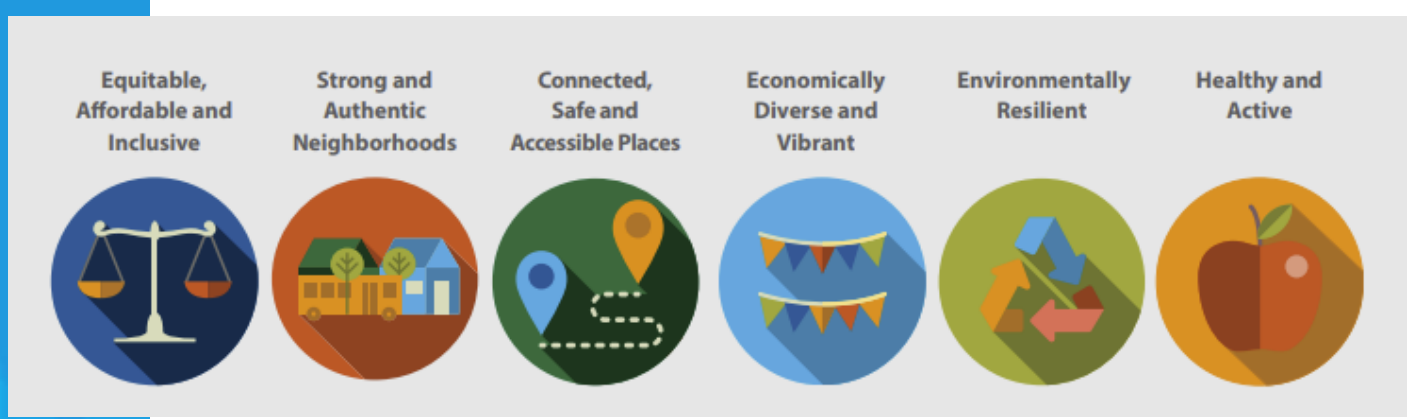 Equitable,
Affordable and
Inclusive
Strong and
Authentic
Neighborhoods
Connected,
Safe and
Accessible Places
Economically
Diverse and
Vibrant
Environmentally
Resilient
Healthy and
Active